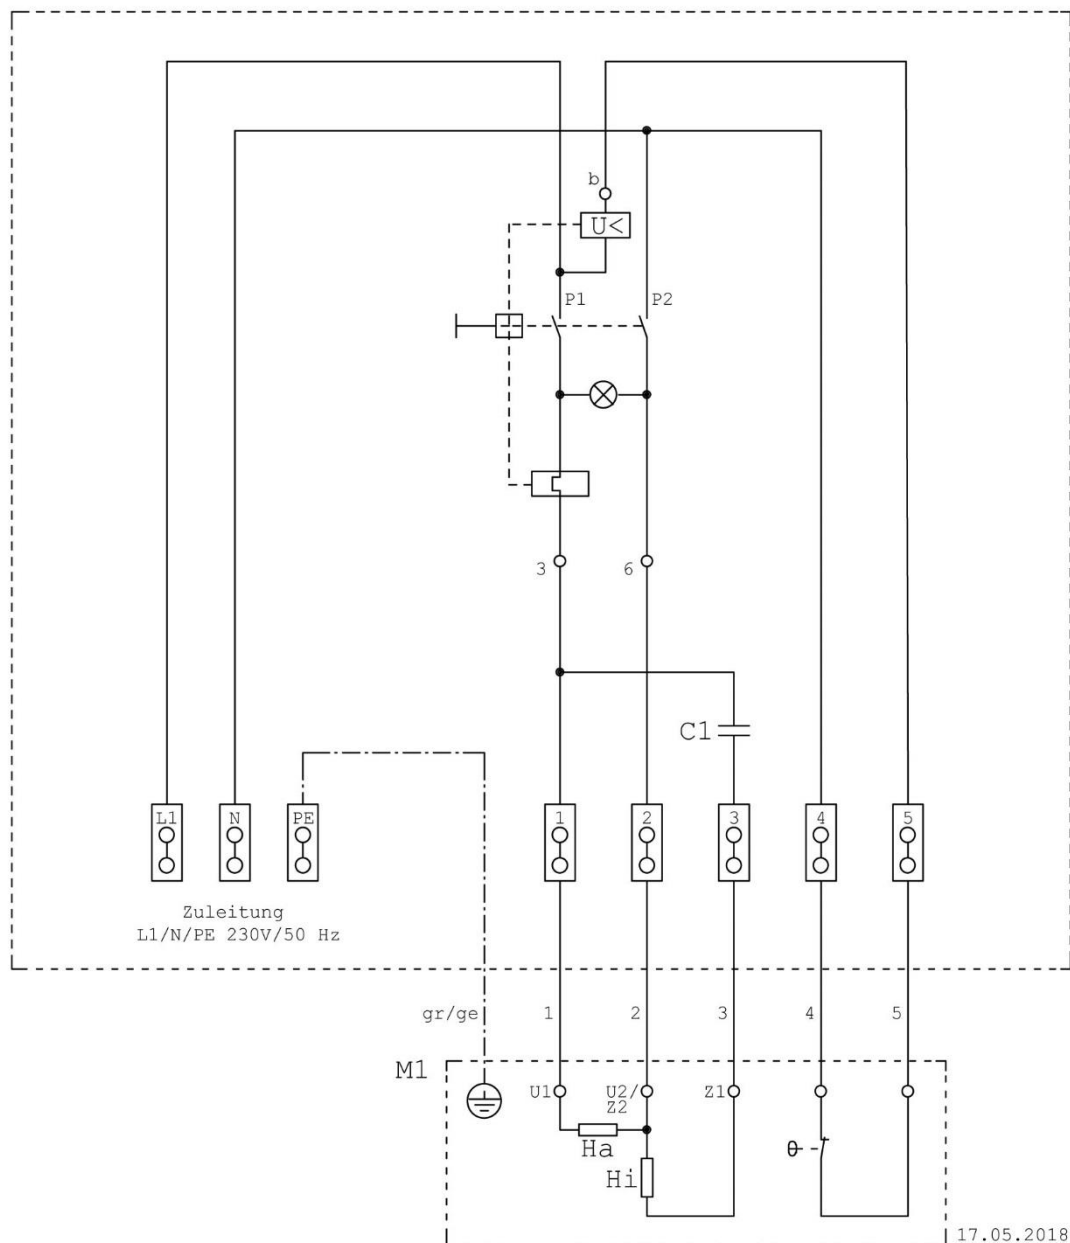 b
U<
P1
P2
3
6
C1
L1
N
PE
1
2
3
4
5
Zuleitung
L1/N/PE 230V/50 Hz
gr/ge
1
2
3
4
5
M1
U1
U2/
Z2
Z1
Ha
Hi
θ
17.05.2018